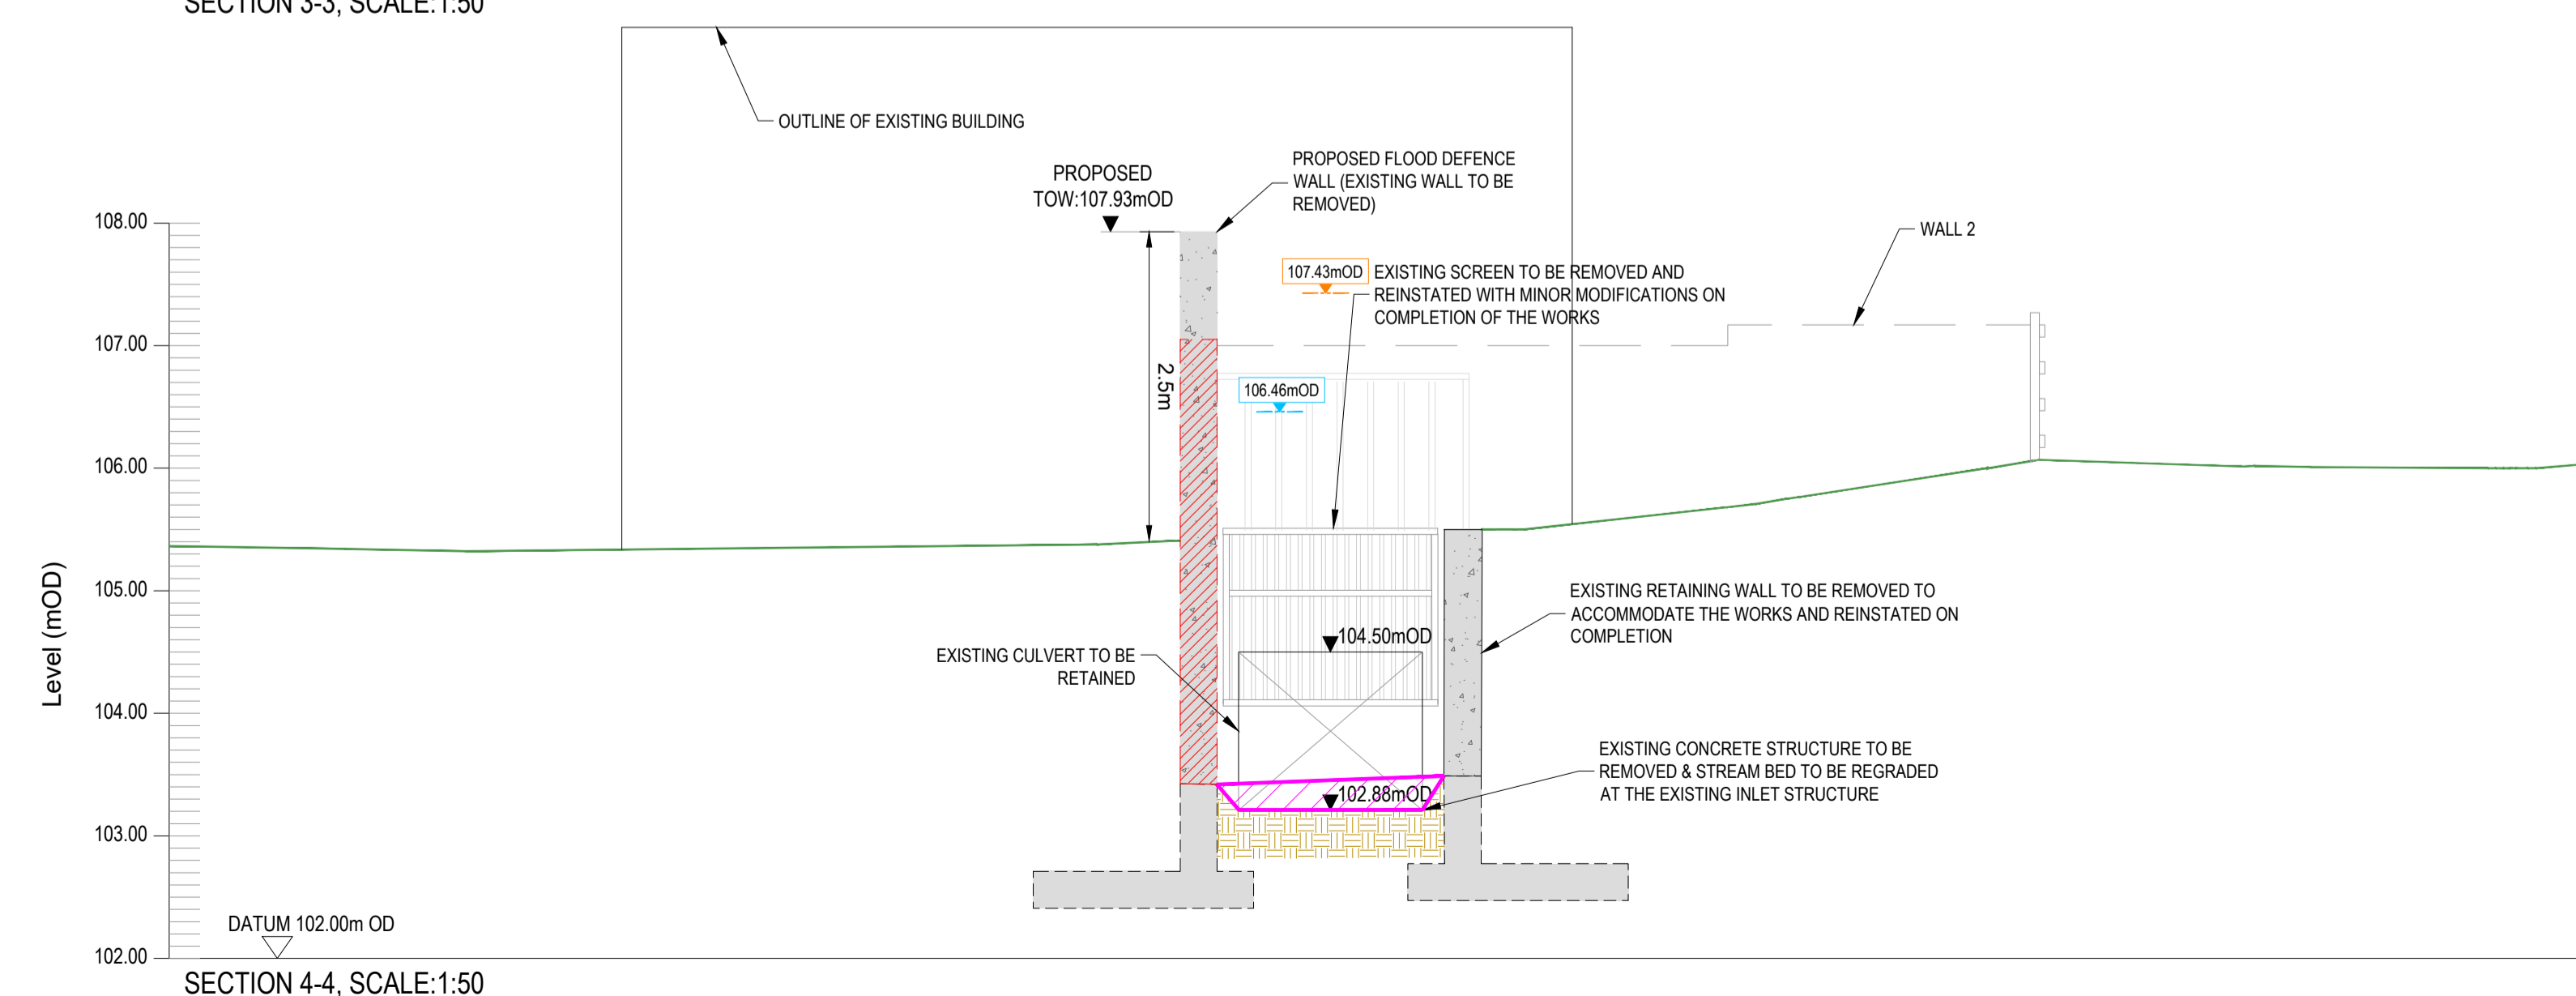 SECTION 3-3, SCALE:1:50
OUTLINE OF EXISTING BUILDING
PROPOSED
TOW:107.93mOD
PROPOSED FLOOD DEFENCE
WALL (EXISTING WALL TO BE
REMOVED)
WALL 2
107.43mOD
EXISTING SCREEN TO BE REMOVED AND
REINSTATED WITH MINOR MODIFICATIONS ON
COMPLETION OF THE WORKS
2.5m
106.46mOD
108.00
107.00
106.00
105.00
104.00
103.00
102.00
Level (mOD)
EXISTING RETAINING WALL TO BE REMOVED TO
ACCOMMODATE THE WORKS AND REINSTATED ON
COMPLETION
104.50mOD
EXISTING CULVERT TO BE
RETAINED
EXISTING CONCRETE STRUCTURE TO BE
REMOVED & STREAM BED TO BE REGRADED
AT THE EXISTING INLET STRUCTURE
102.88mOD
DATUM 102.00m OD
SECTION 4-4, SCALE:1:50